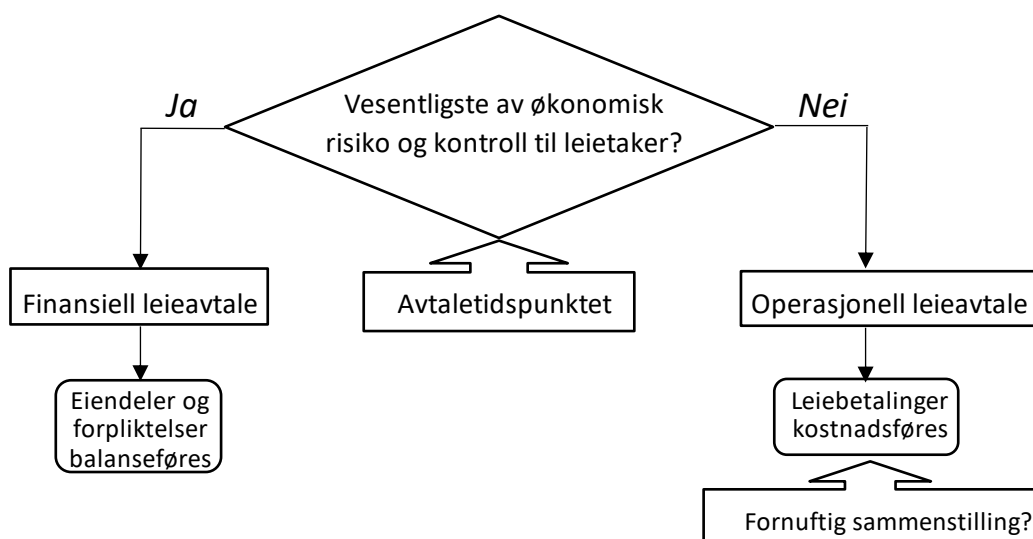 Ja
Vesentligste av økonomisk
risiko og kontroll til leietaker?
Nei
Finansiell leieavtale
Avtaletidspunktet
Operasjonell leieavtale
Eiendeler og
forpliktelser
balanseføres
Leiebetalinger
kostnadsføres
Fornuftig sammenstilling?